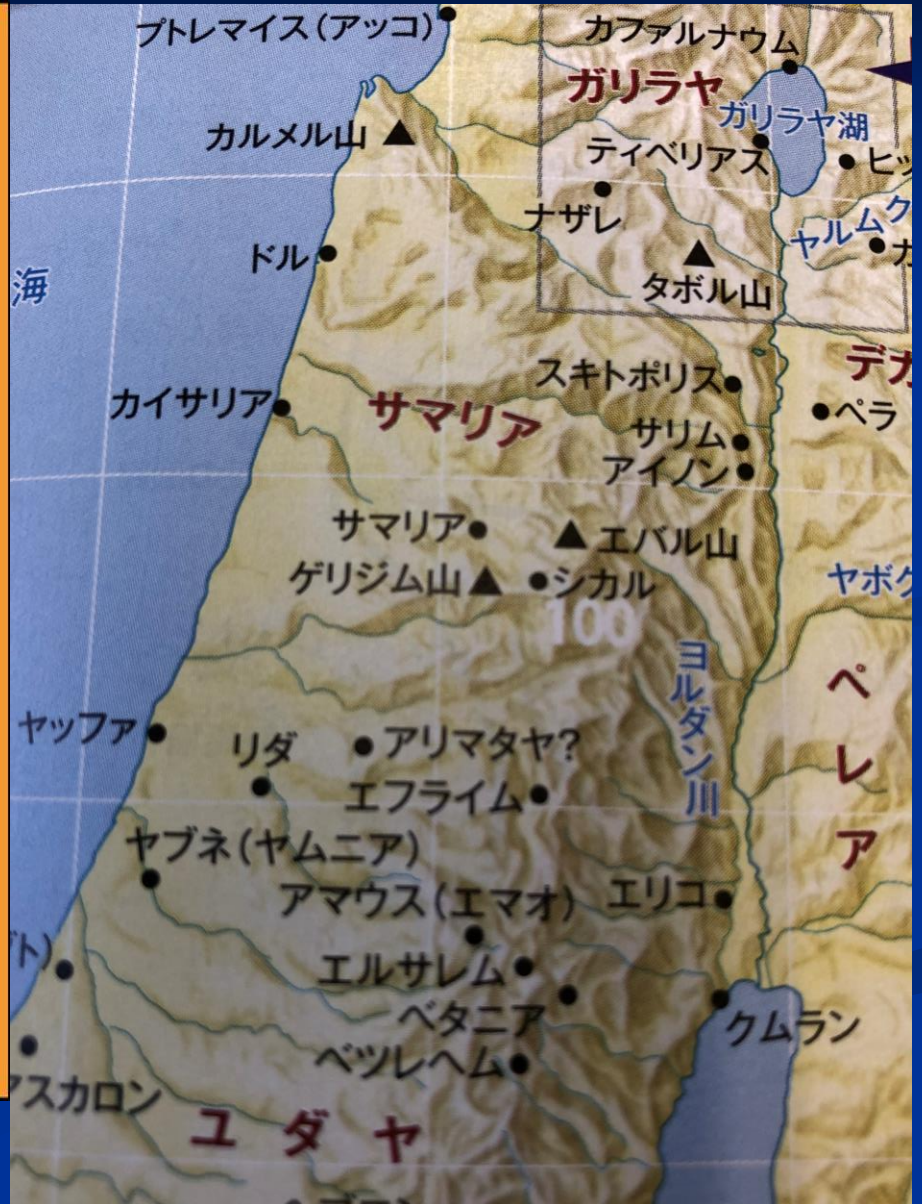 プトレマイス(アッコ)
カファルナウム
ガリラヤ
ガリラヤ湖
カルメル山
ティベリアス
ナザレ
ヤルムク
ドル
タボル山
海
スキトポリス
カイサリア
サマリア
ペラ
サリム
アイノン
サマリア
エバル山
ゲリジム山
シカル
100
ヨルダン川
ペレア
ヤッファ
リダ
アリマタヤ?
エフライム
ヤブネ(ヤムニア)
アマウス(エマオ)
エリコ
エルサレム
ベタニア
クムラン
ベツレヘム
アスカロン
ユダヤ